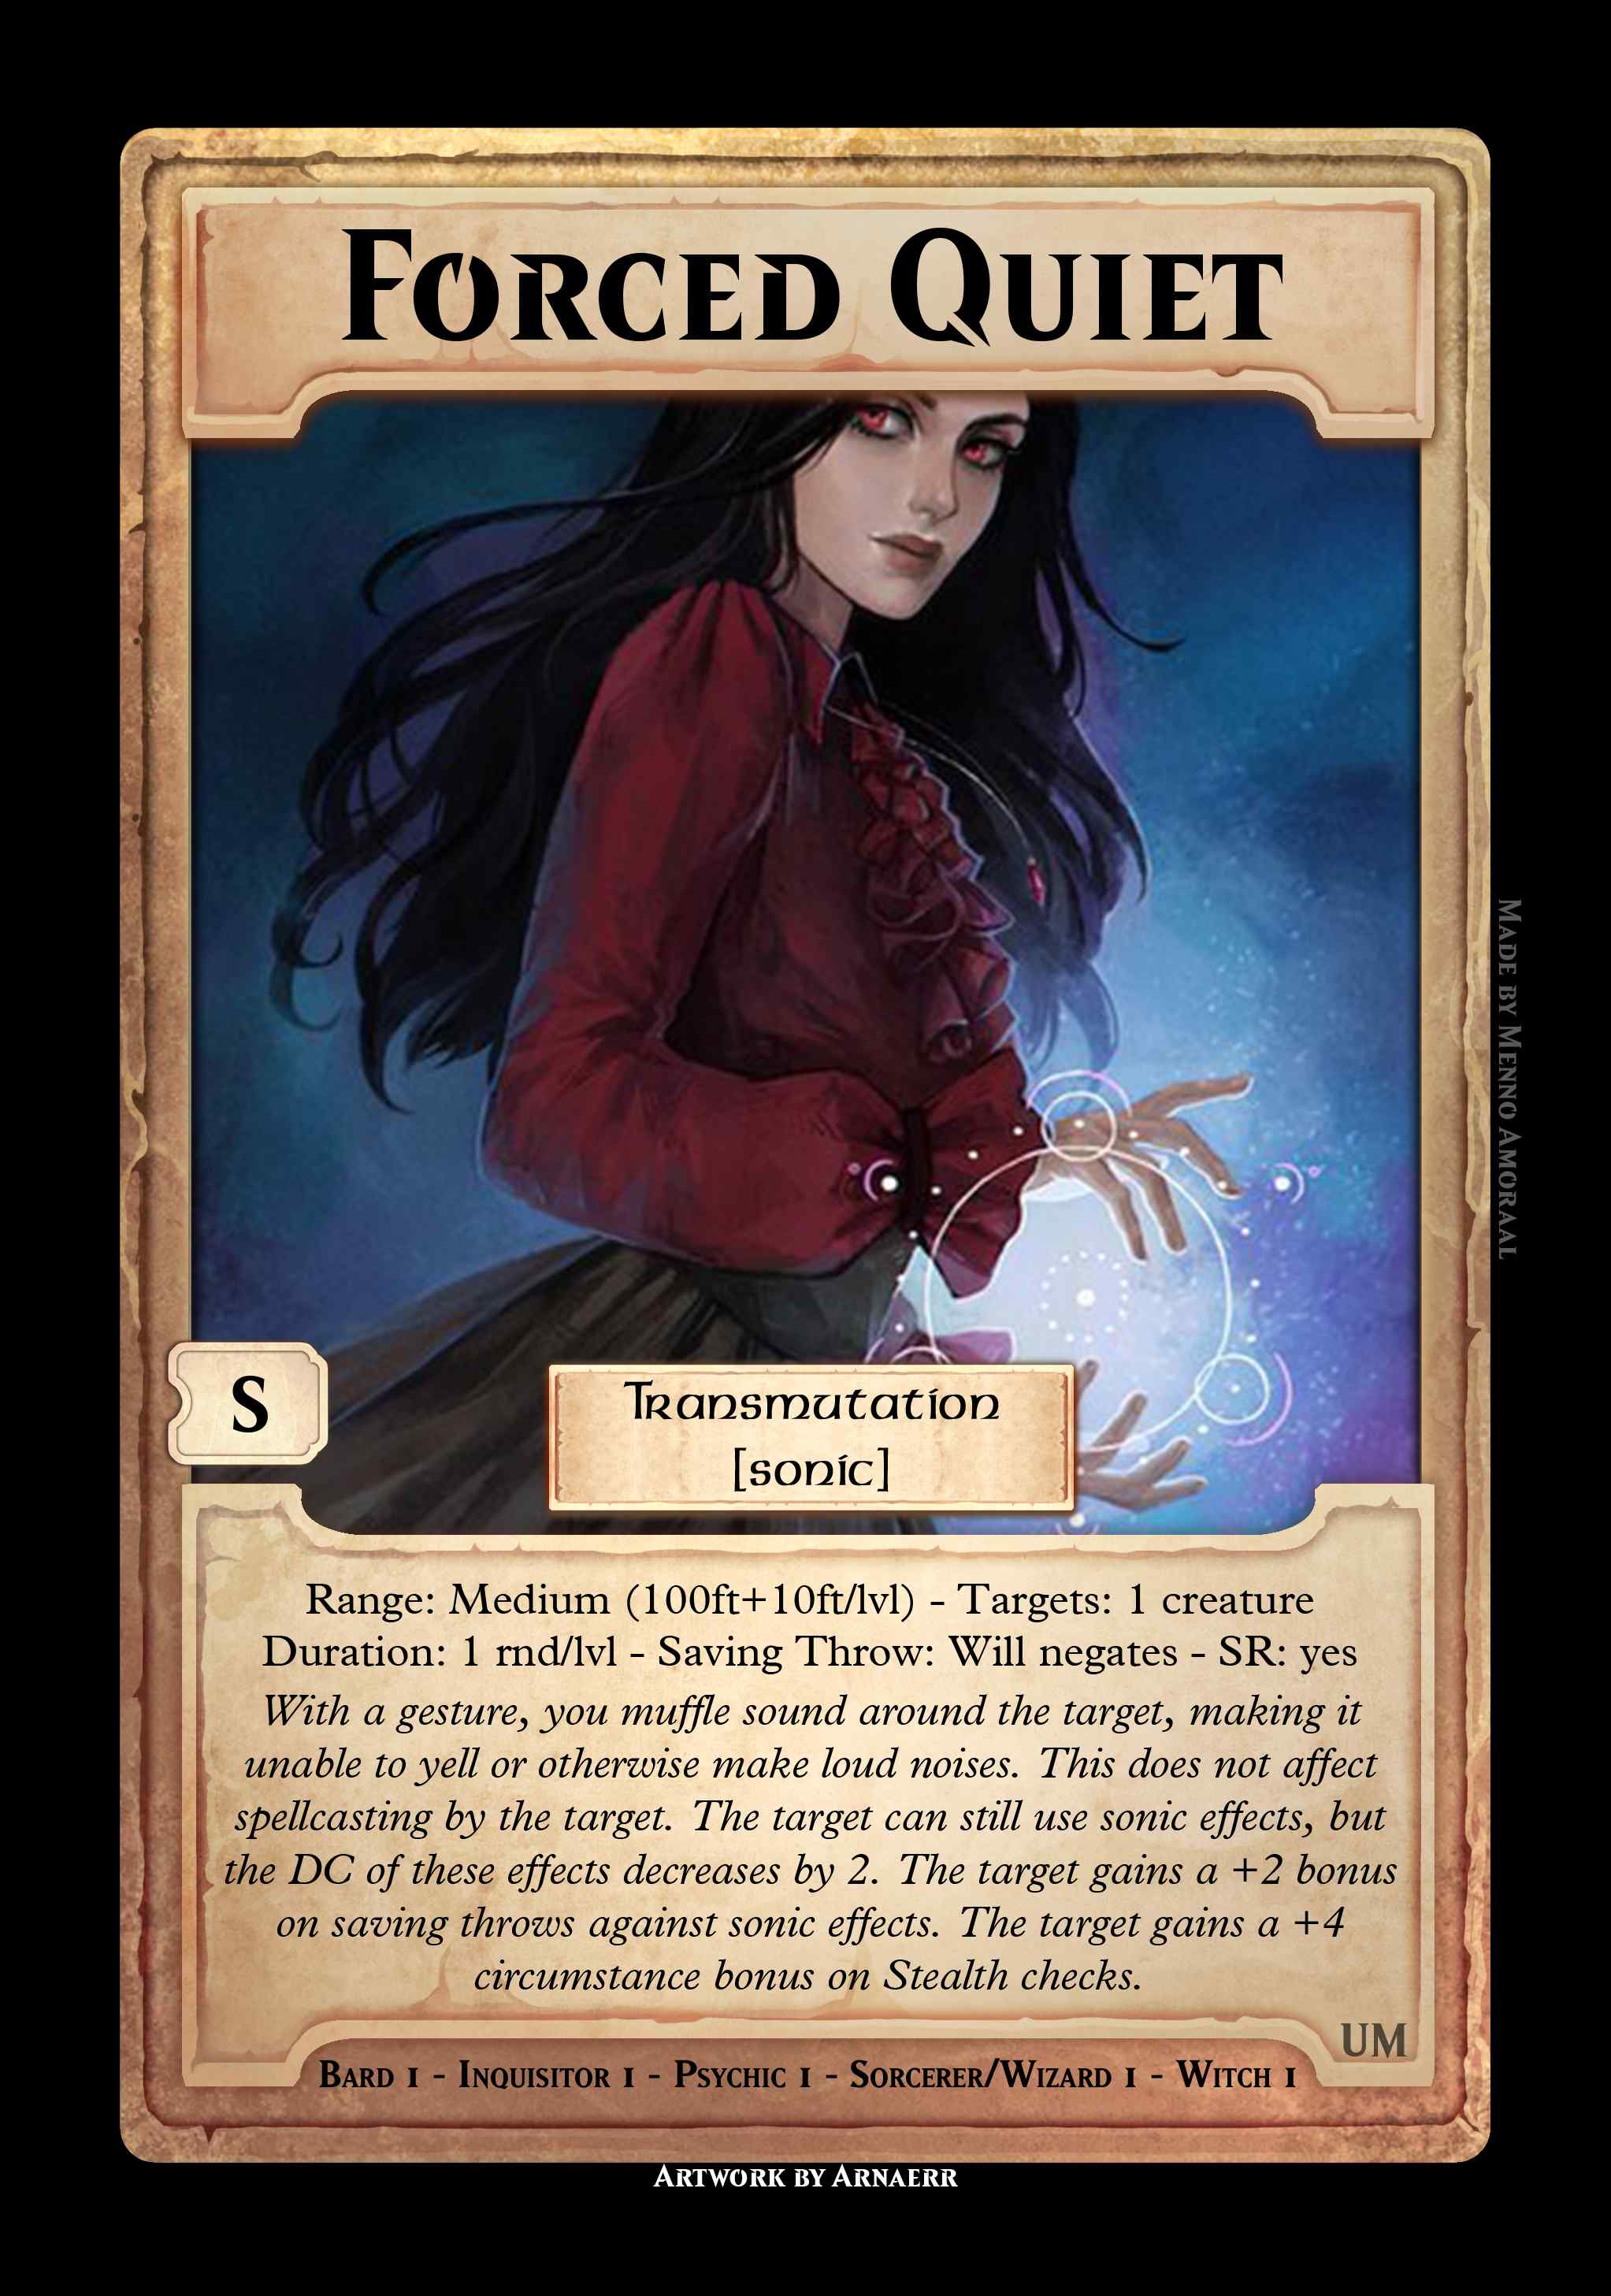 Forced Quiet
Made by Menno Amoraal
S
Transmutation
[sonic]
Range: Medium (100ft+10ft/lvl) - Targets: 1 creature
Duration: 1 rnd/lvl - Saving Throw: Will negates - SR: yes
With a gesture, you muffle sound around the target, making it
unable to yell or otherwise make loud noises. This does not affect
spellcasting by the target. The target can still use sonic effects, but
the DC of these effects decreases by 2. The target gains a +2 bonus
on saving throws against sonic effects. The target gains a +4
circumstance bonus on Stealth checks.
UM
Bard 1 - Inquisitor 1 - Psychic 1 - Sorcerer/Wizard 1 - Witch 1
Artwork by Arnaerr